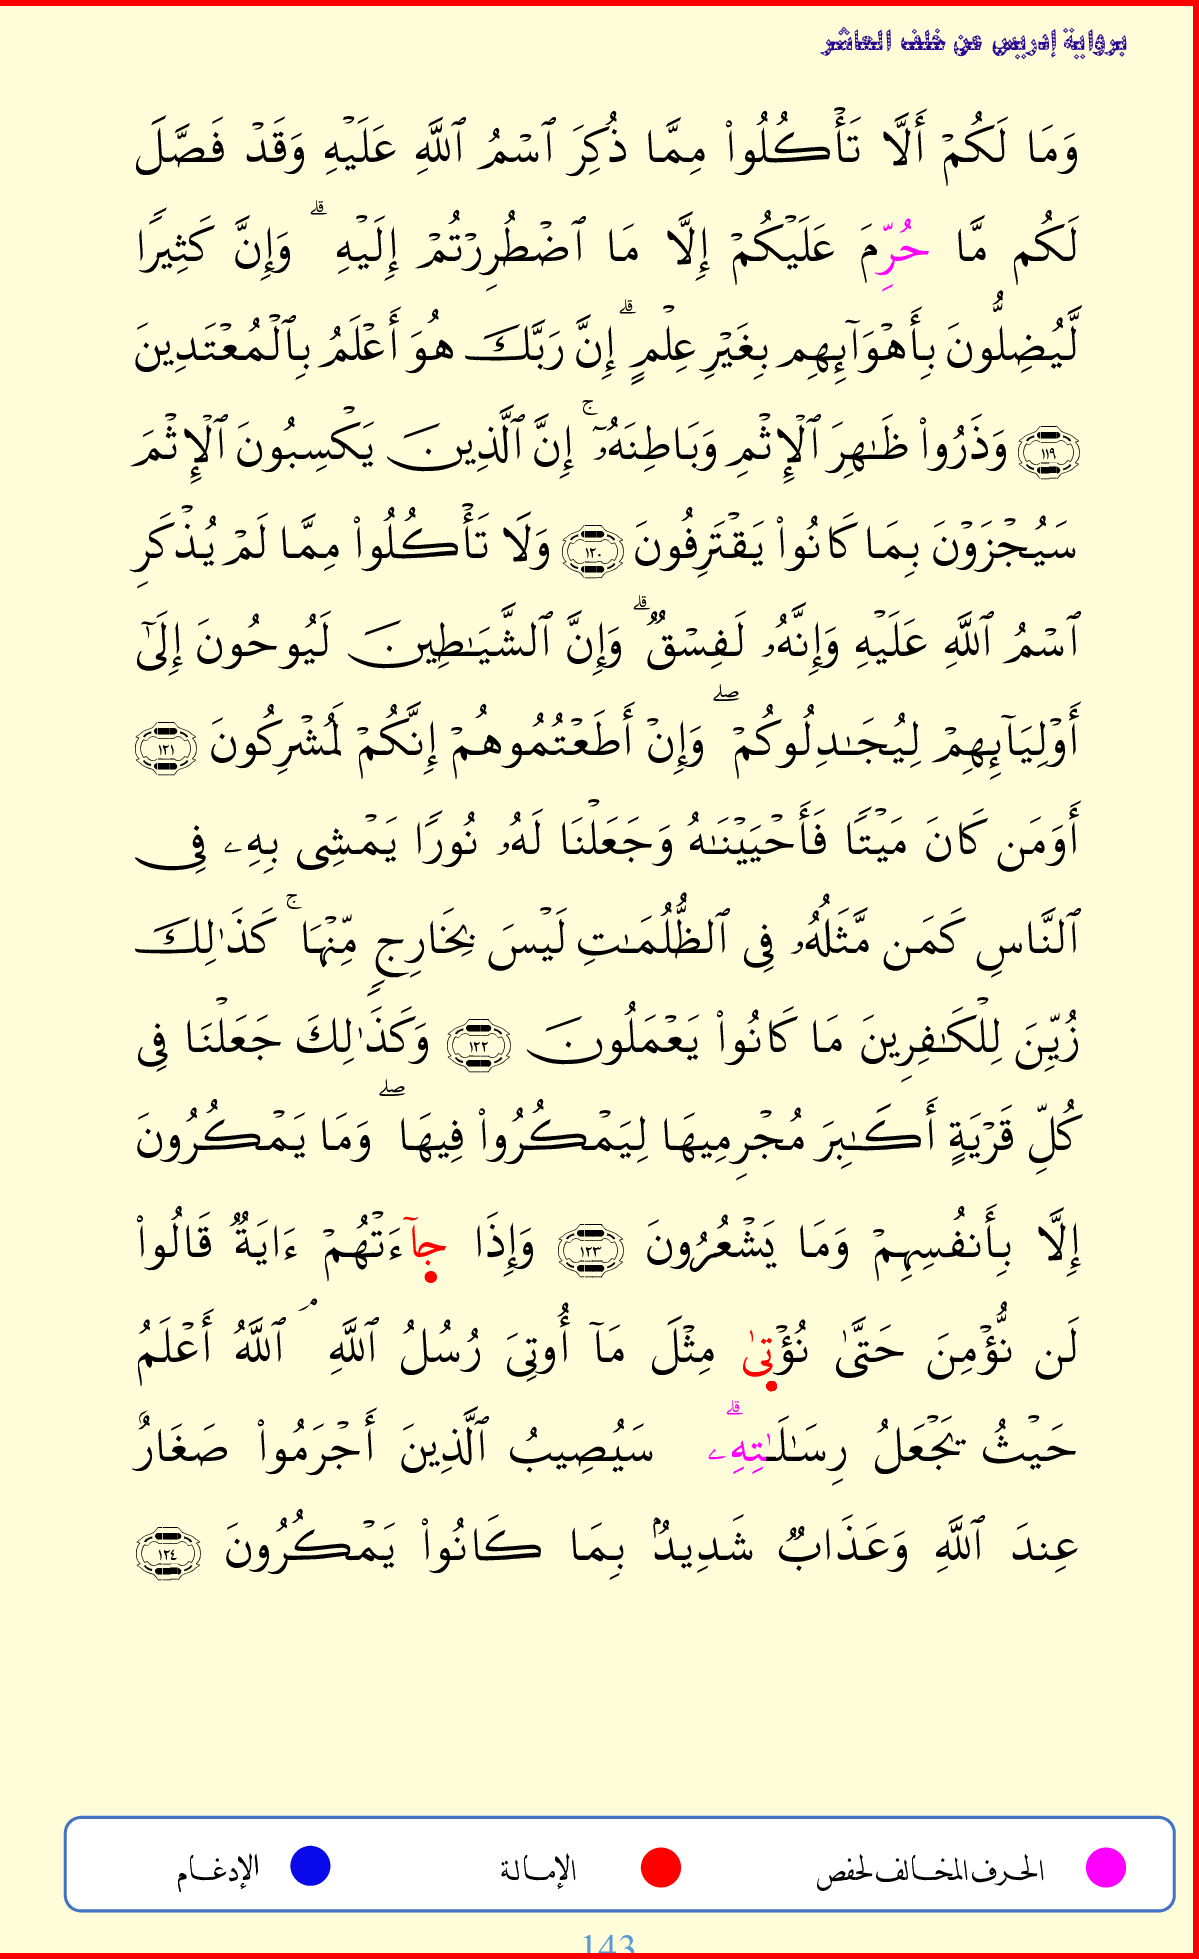 برواية إدريس عن خلف العاشر
وَمَا لَكُمۡ أَلَّا تَأۡكُلُواْ مِمَّا ذُكِرَ ٱسۡمُ ٱللَّهِ عَلَيۡهِ وَقَدۡ فَصَّلَ
لَكُم مَّا حُرِّمَ عَلَيۡكُمۡ إِلَّا مَا ٱضۡطُرِرۡتُمۡ إِلَيۡهِۗ وَإِنَّ كَثِيرٗا
لَّيُضِلُّونَ بِأَهۡوَآئِهِم بِغَيۡرِ عِلۡمٍۗ إِنَّ رَبَّكَ هُوَ أَعۡلَمُ بِٱلۡمُعۡتَدِينَ
١١٩ وَذَرُواْ ظَٰهِرَ ٱلۡإِثۡمِ وَبَاطِنَهُۥٓۚ إِنَّ ٱلَّذِينَ يَكۡسِبُونَ ٱلۡإِثۡمَ
سَيُجۡزَوۡنَ بِمَا كَانُواْ يَقۡتَرِفُونَ ١٢٠ وَلَا تَأۡكُلُواْ مِمَّا لَمۡ يُذۡكَرِ
ٱسۡمُ ٱللَّهِ عَلَيۡهِ وَإِنَّهُۥ لَفِسۡقٞۗ وَإِنَّ ٱلشَّيَٰطِينَ لَيُوحُونَ إِلَىٰٓ
أَوۡلِيَآئِهِمۡ لِيُجَٰدِلُوكُمۡۖ وَإِنۡ أَطَعۡتُمُوهُمۡ إِنَّكُمۡ لَمُشۡرِكُونَ ١٢١
أَوَمَن كَانَ مَيۡتٗا فَأَحۡيَيۡنَٰهُ وَجَعَلۡنَا لَهُۥ نُورٗا يَمۡشِي بِهِۦ فِي
ٱلنَّاسِ كَمَن مَّثَلُهُۥ فِي ٱلظُّلُمَٰتِ لَيۡسَ بِخَارِجٖ مِّنۡهَاۚ كَذَٰلِكَ
زُيِّنَ لِلۡكَٰفِرِينَ مَا كَانُواْ يَعۡمَلُونَ ١٢٢ وَكَذَٰلِكَ جَعَلۡنَا فِي
كُلِّ قَرۡيَةٍ أَكَٰبِرَ مُجۡرِمِيهَا لِيَمۡكُرُواْ فِيهَاۖ وَمَا يَمۡكُرُونَ
إِلَّا بِأَنفُسِهِمۡ وَمَا يَشۡعُرُونَ ١٢٣ وَإِذَا جَآءَتۡهُمۡ ءَايَةٞ قَالُواْ
لَن نُّؤۡمِنَ حَتَّىٰ نُؤۡتىٰ مِثۡلَ مَآ أُوتِيَ رُسُلُ ٱللَّهِۘ ٱللَّهُ أَعۡلَمُ
حَيۡثُ يَجۡعَلُ رِسَٰلَٰتِهِۦۗ سَيُصِيبُ ٱلَّذِينَ أَجۡرَمُواْ صَغَارٌ
عِندَ ٱللَّهِ وَعَذَابٞ شَدِيدُۢ بِمَا كَانُواْ يَمۡكُرُونَ ١٢٤
الحرف المخالف لحفص الإمالة الإدغام
143